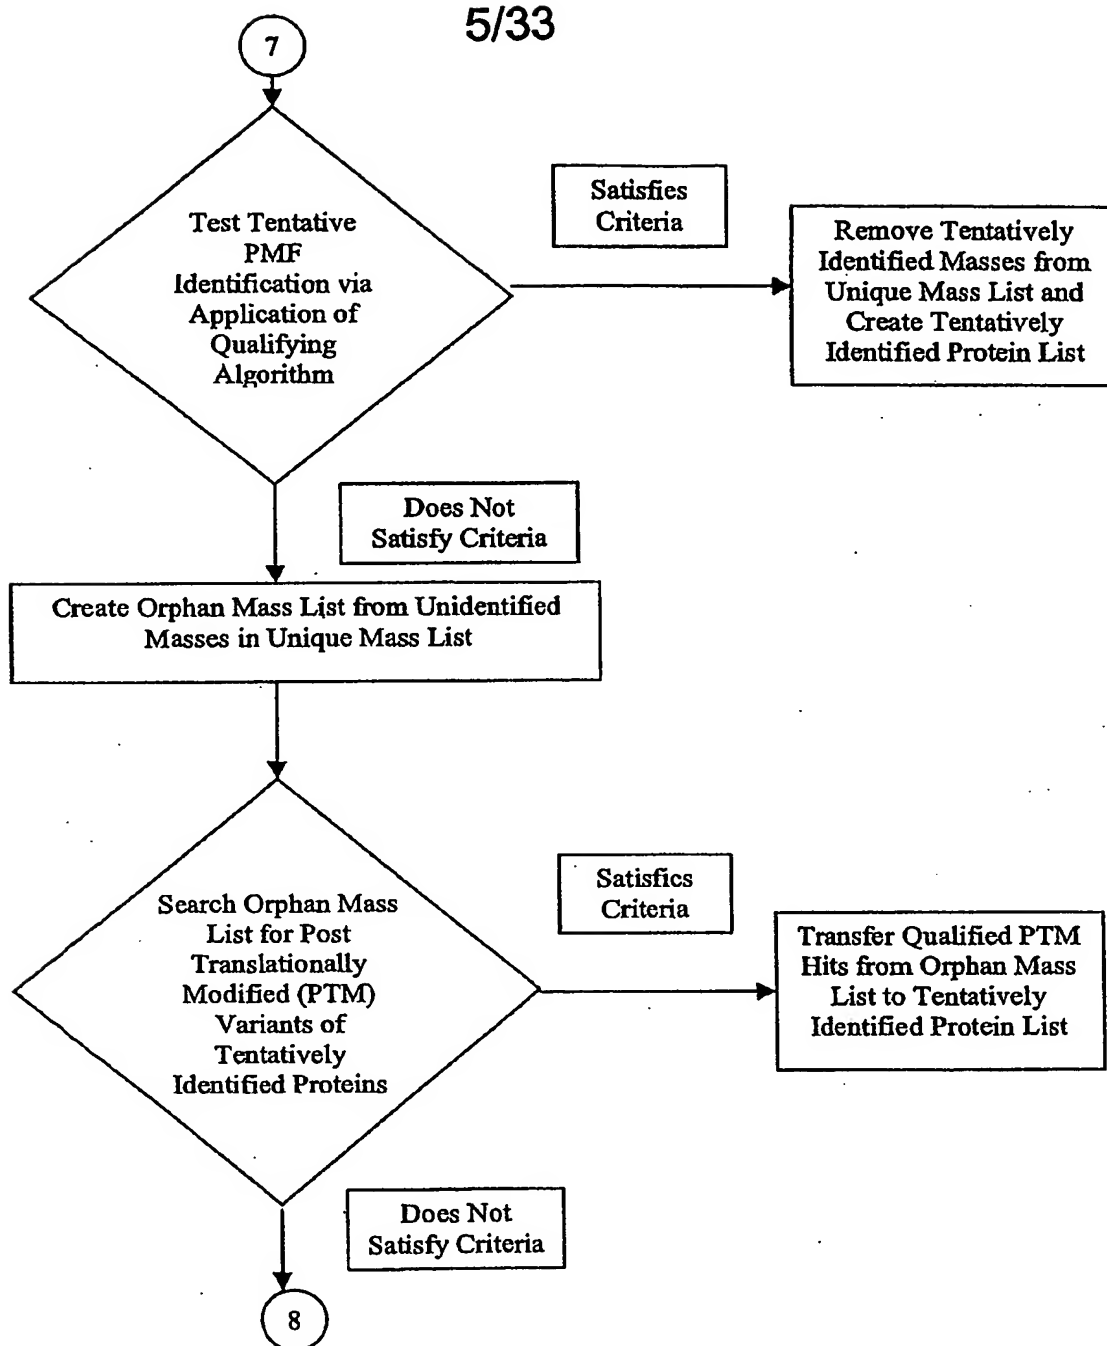 5/33
7
Test Tentative
PMF
Identification via
Application of
Qualifying
Algorithm
Satisfies
Criteria
Remove Tentatively
Identified Masses from
Unique Mass List and
Create Tentatively
Identified Protein List
Does Not
Satisfy Criteria
Create Orphan Mass List from Unidentified
Masses in Unique Mass List
Search Orphan Mass
List for Post
Translationally
Modified (PTM)
Variants of
Tentatively
Identified Proteins
Satisfies
Criteria
Transfer Qualified PTM
Hits from Orphan Mass
List to Tentatively
Identified Protein List
Does Not
Satisfy Criteria
8